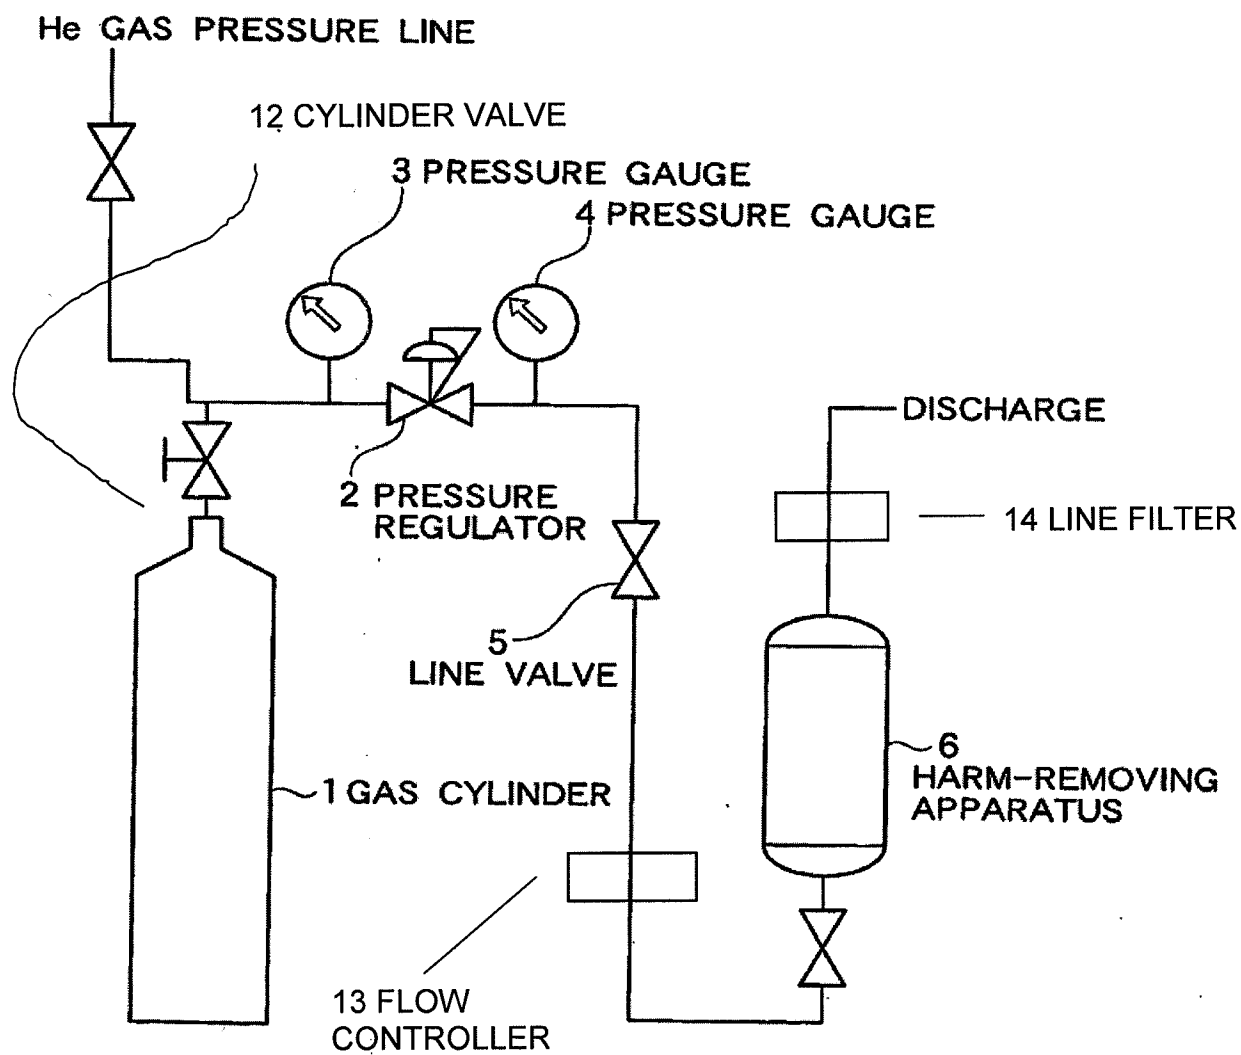 He GAS PRESSURE LINE
12 CYLINDER VALVE
3 PRESSURE GAUGE
4 PRESSURE GAUGE
DISCHARGE
2 PRESSURE
REGULATOR
14 LINE FILTER
5
LINE VALVE
6
HARM-REMOVING
APPARATUS
1 GAS CYLINDER
13 FLOW
CONTROLLER